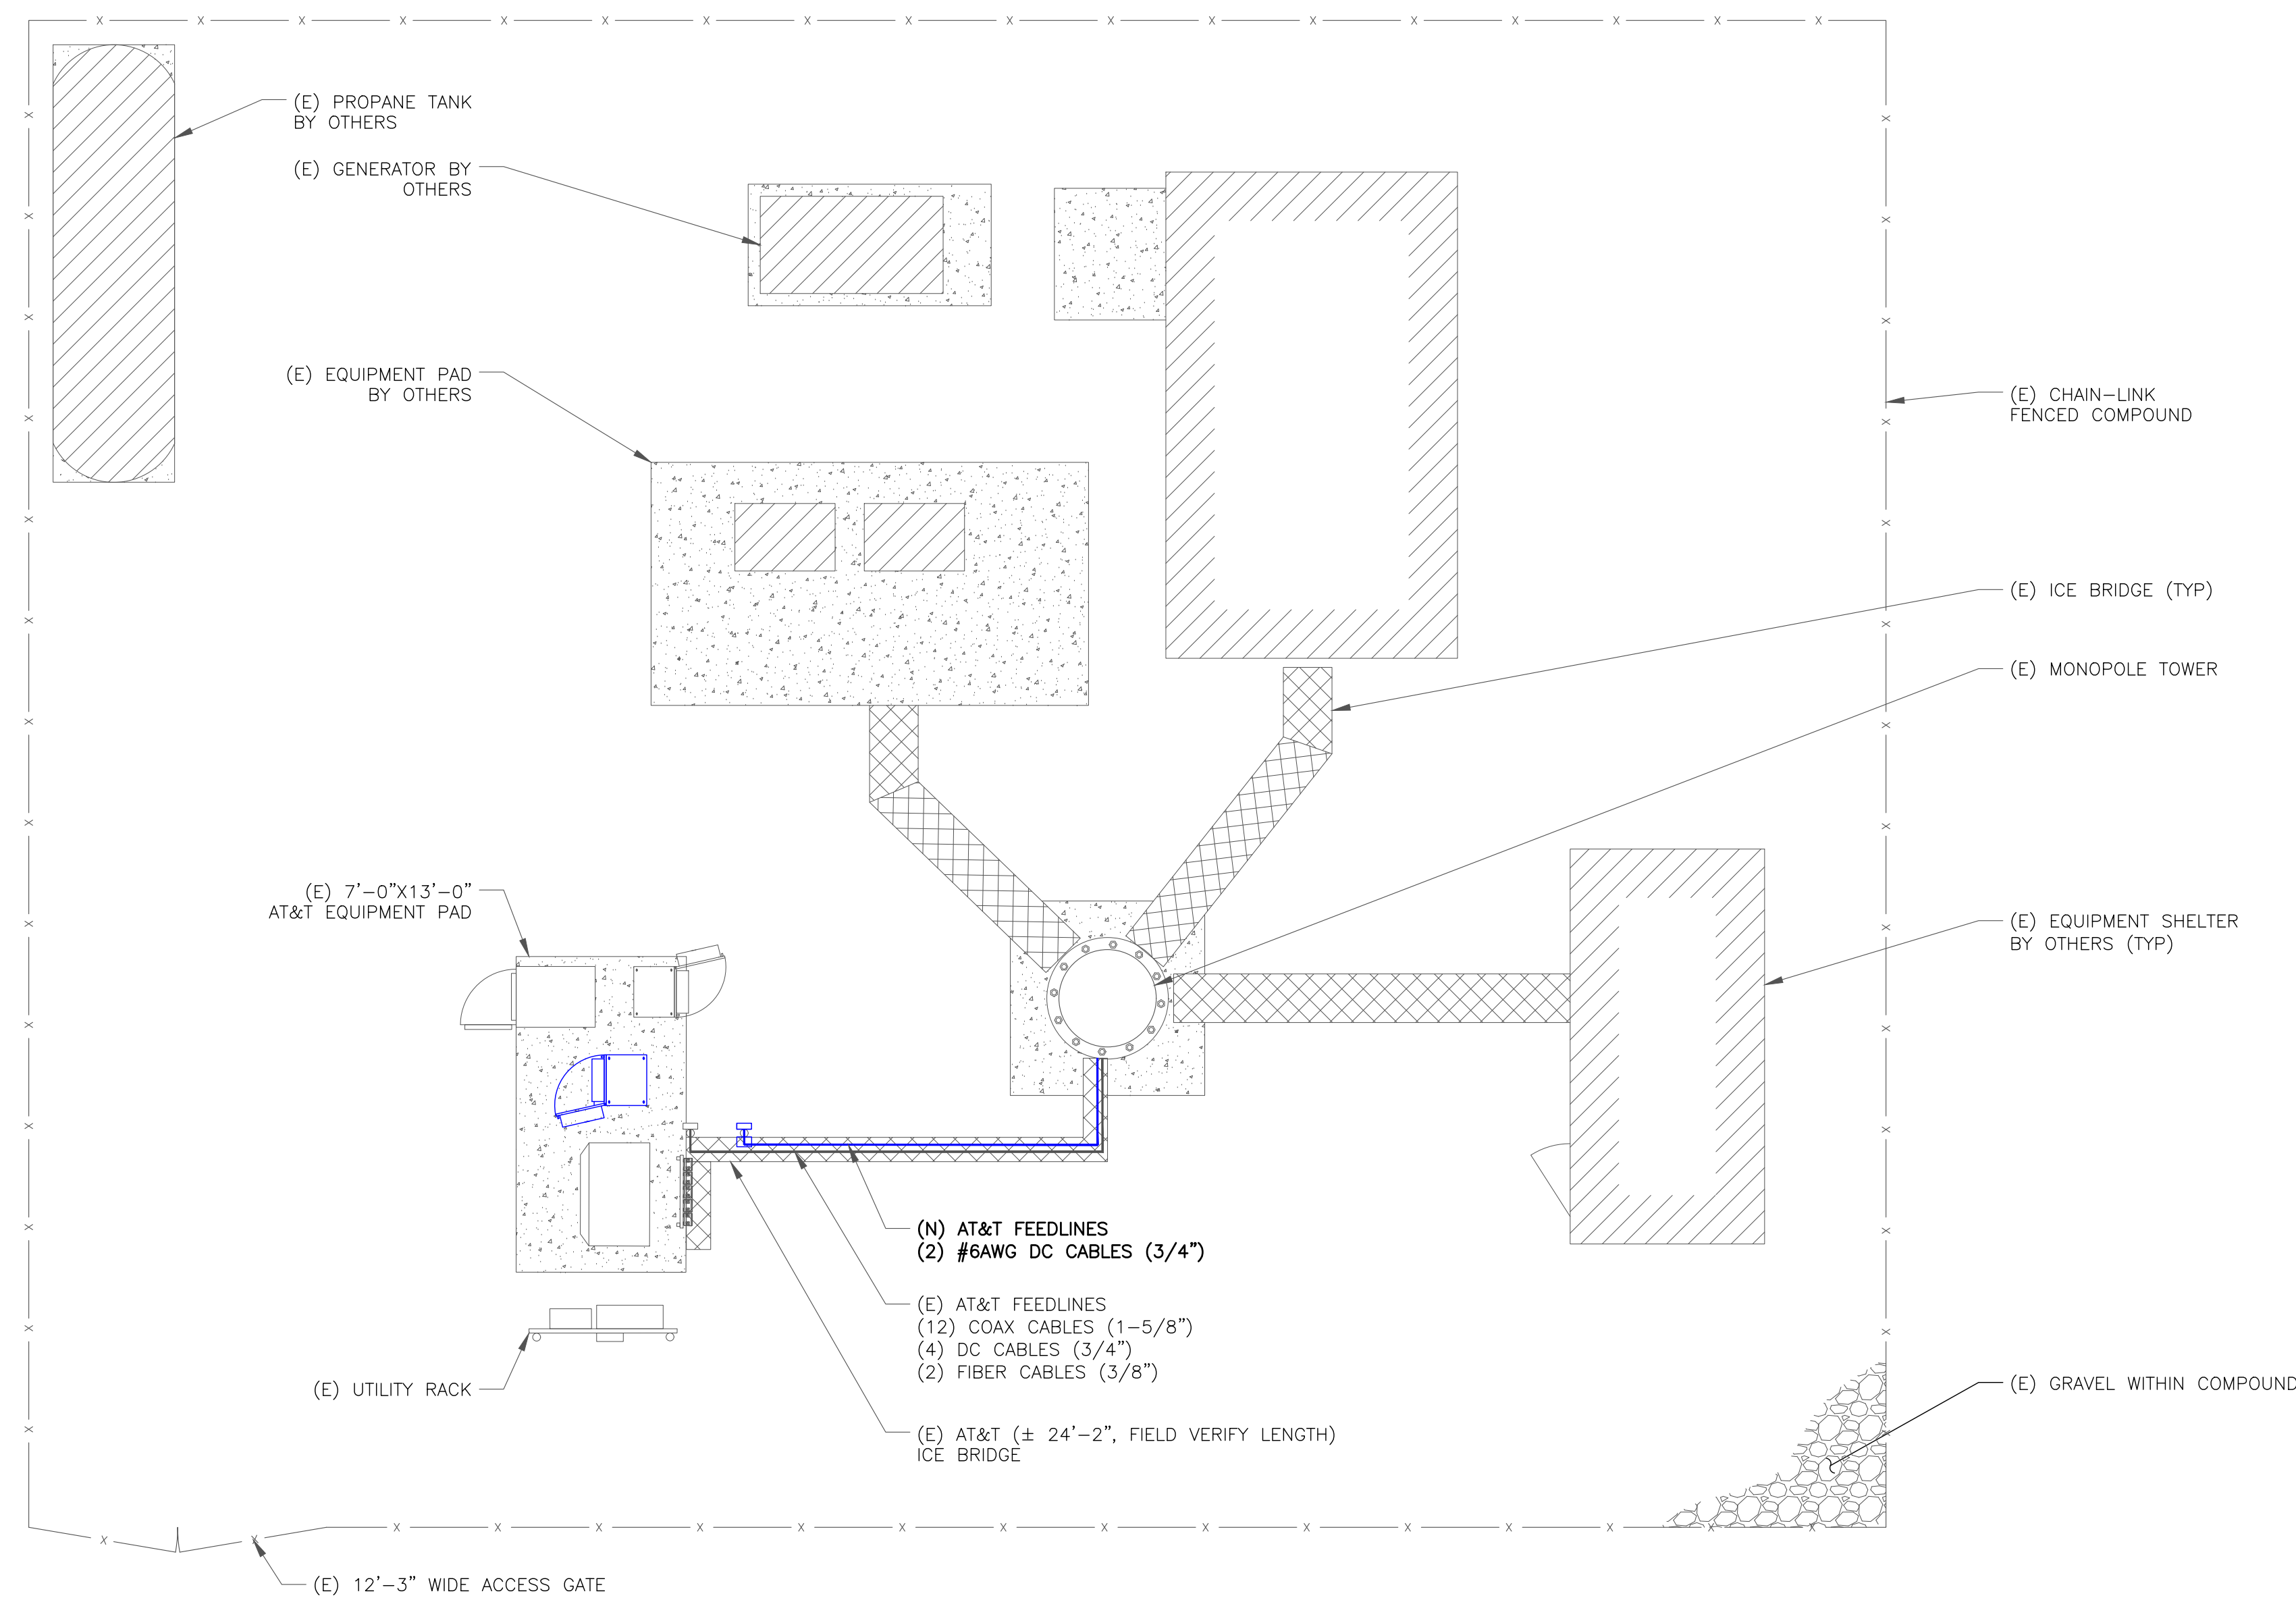 (E) PROPANE TANK
BY OTHERS
(E) GENERATOR BY
OTHERS
(E) EQUIPMENT PAD
BY OTHERS
(E) CHAIN-LINK
FENCED COMPOUND
(E) ICE BRIDGE (TYP)
(E) MONOPOLE TOWER
(E) 7'-0"X13'-0"
AT&T EQUIPMENT PAD
(E) EQUIPMENT SHELTER
BY OTHERS (TYP)
(N) AT&T FEEDLINES
(2) #6AWG DC CABLES (3/4")
(E) AT&T FEEDLINES
(12) COAX CABLES (1-5/8")
(4) DC CABLES (3/4")
(2) FIBER CABLES (3/8")
(E) UTILITY RACK
(E) GRAVEL WITHIN COMPOUND
(E) AT&T (± 24'-2", FIELD VERIFY LENGTH)
ICE BRIDGE
(E) 12'-3" WIDE ACCESS GATE